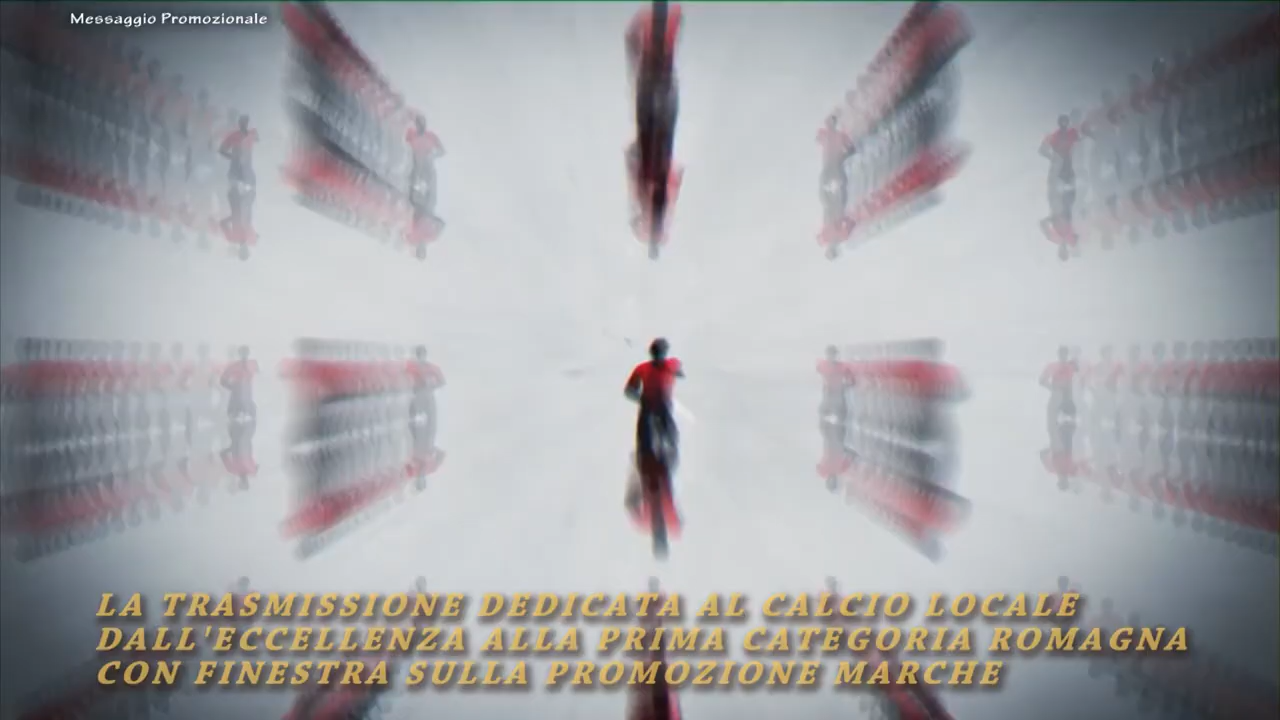 Messaggio Promozionale
LA TRASMISSIONE DEDICATA AL CALCIO LOCALE
DALL'ECCELLENZA ALLA PRIMA CATEGORIA ROMAGNA
CON FINESTRA SULLA PROMOZIONE MARCHE